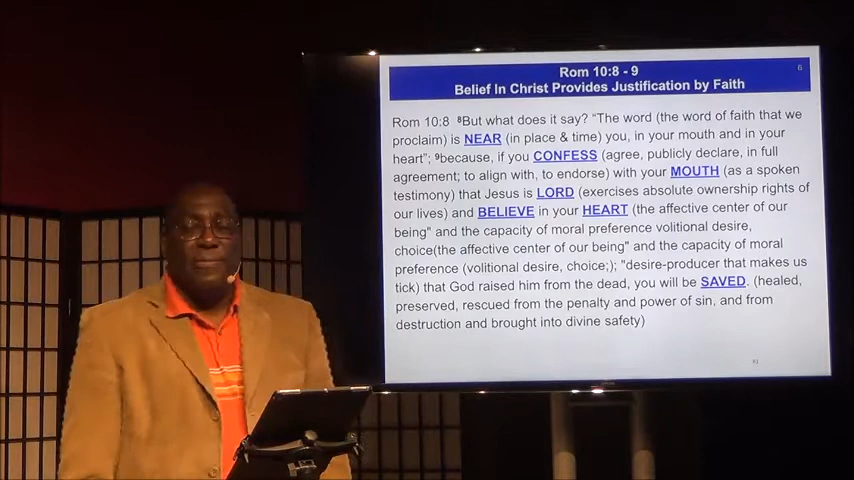 Rom 10:8 - 9
6
Belief In Christ Provides Justification by Faith
Rom 10:8 ⁸But what does it say? “The word (the word of faith that we
proclaim) is NEAR (in place & time) you, in your mouth and in your
heart”; ⁹because, if you CONFESS (agree, publicly declare, in full
agreement; to align with, to endorse) with your MOUTH (as a spoken
testimony) that Jesus is LORD (exercises absolute ownership rights of
our lives) and BELIEVE in your HEART (the affective center of our
being" and the capacity of moral preference volitional desire,
choice(the affective center of our being" and the capacity of moral
preference (volitional desire, choice;); "desire-producer that makes us
tick) that God raised him from the dead, you will be SAVED. (healed,
preserved, rescued from the penalty and power of sin, and from
destruction and brought into divine safety)